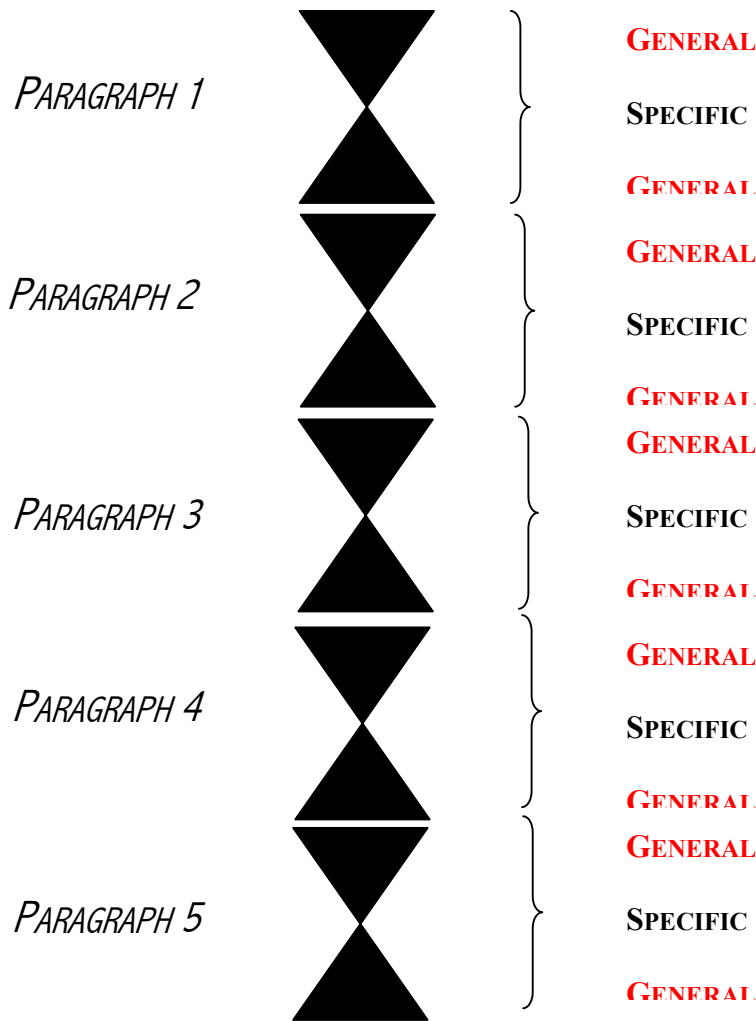 GENERAL
PARAGRAPH 1
SPECIFIC
GENERAL
GENERAL
PARAGRAPH 2
SPECIFIC
GENERAL
GENERAL
PARAGRAPH 3
SPECIFIC
GENERAL
GENERAL
PARAGRAPH 4
SPECIFIC
GENERAL
GENERAL
PARAGRAPH 5
SPECIFIC
GENERAL